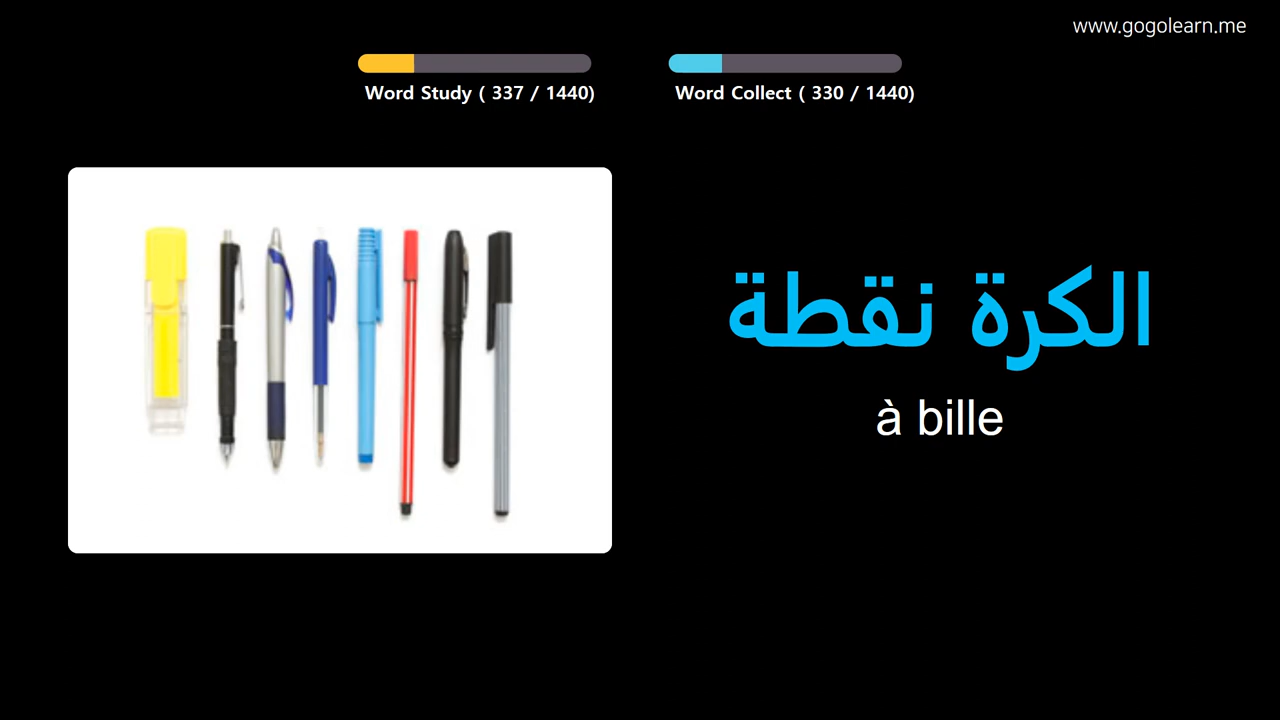 www.gogolearn.me
Word Study ( 337 / 1440)
Word Collect ( 330 / 1440)
الكرة نقطة
à bille